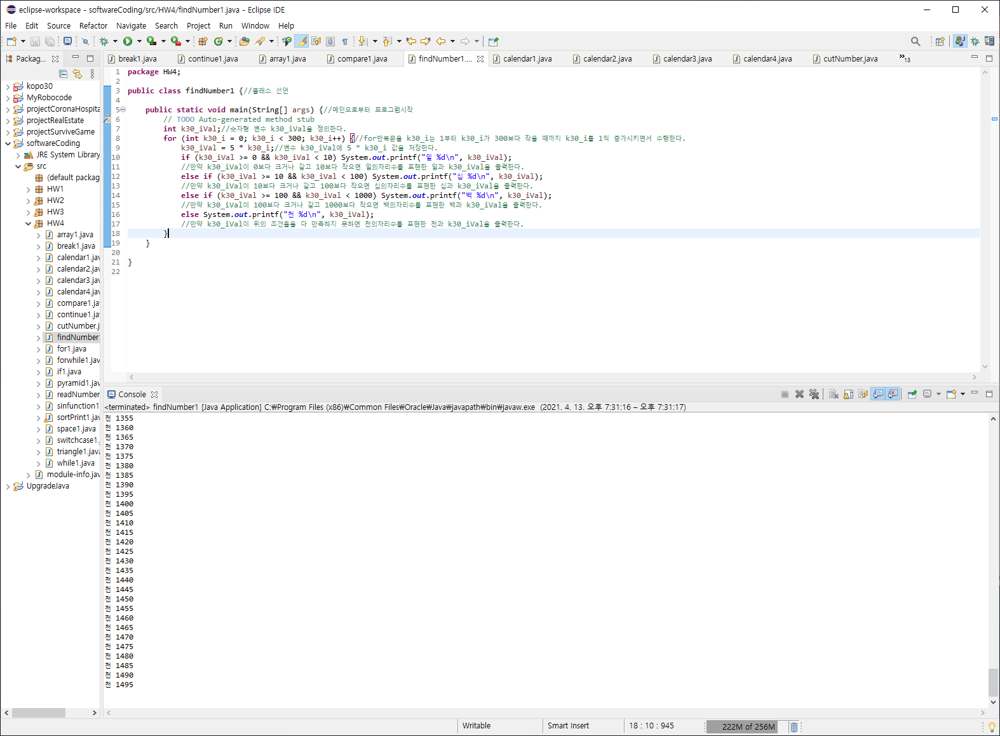 eclipse-workspace - softwareCoding/src/HW4/findNumber1.java - Eclipse IDE
File Edit Source Refactor Navigate Search Project Run Window Help
Packag...
break1.java continue1.java array1.java compare1.java findNumber1.... calendar1.java calendar2.java calendar3.java calendar4.java cutNumber.java »13
kopo30
MyRobocode
projectCoronaHospita
projectRealEstate
projectSurviveGame
softwareCoding
JRE System Library
src
(default packag
HW1
HW2
HW3
HW4
array1.java
break1.java
calendar1.jav
calendar2.jav
calendar3.jav
calendar4.jav
compare1.jav
continue1.jav
cutNumber.j
findNumber
for1.java
forwhile1.jav
if1.java
pyramid1.jav
readNumber
sinfunction1
sortPrint1.jav
space1.java
switchcase1.
triangle1.java
while1.java
module-info.jav
UpgradeJava
1 package HW4;
2
3 public class findNumber1 {//클래스 선언
4
5 public static void main(String[] args) {//메인으로부터 프로그램시작
6 // TODO Auto-generated method stub
7 int k30_iVal;//숫자형 변수 k30_iVal을 정의한다.
8 for (int k30_i = 0; k30_i < 300; k30_i++) {//for반복문을 k30_i는 1부터 k30_i가 300보다 작을 때까지 k30_i를 1씩 증가시키면서 수행한다.
9 k30_iVal = 5 * k30_i;//변수 k30_iVal에 5 * k30_i 값을 저장한다.
10 if (k30_iVal >= 0 && k30_iVal < 10) System.out.printf("일 %d\n", k30_iVal);
11 //만약 k30_iVal이 0보다 크거나 같고 10보다 작으면 일의자리수를 표현한 일과 k30_iVal을 출력한다.
12 else if (k30_iVal >= 10 && k30_iVal < 100) System.out.printf("십 %d\n", k30_iVal);
13 //만약 k30_iVal이 10보다 크거나 같고 100보다 작으면 십의자리수를 표현한 십과 k30_iVal을 출력한다.
14 else if (k30_iVal >= 100 && k30_iVal < 1000) System.out.printf("백 %d\n", k30_iVal);
15 //만약 k30_iVal이 100보다 크거나 같고 1000보다 작으면 백의자리수를 표현한 백과 k30_iVal을 출력한다.
16 else System.out.printf("천 %d\n", k30_iVal);
17 //만약 k30_iVal이 위의 조건들을 다 만족하지 못하면 천의자리수를 표현한 천과 k30_iVal을 출력한다.
18 }
19 }
20
21 }
22
Console
<terminated> findNumber1 [Java Application] C:₩Program Files (x86)₩Common Files₩Oracle₩Java₩javapath₩bin₩javaw.exe (2021. 4. 13. 오후 7:31:16 – 오후 7:31:17)
천 1355
천 1360
천 1365
천 1370
천 1375
천 1380
천 1385
천 1390
천 1395
천 1400
천 1405
천 1410
천 1415
천 1420
천 1425
천 1430
천 1435
천 1440
천 1445
천 1450
천 1455
천 1460
천 1465
천 1470
천 1475
천 1480
천 1485
천 1490
천 1495
Writable Smart Insert 18 : 10 : 945 222M of 256M